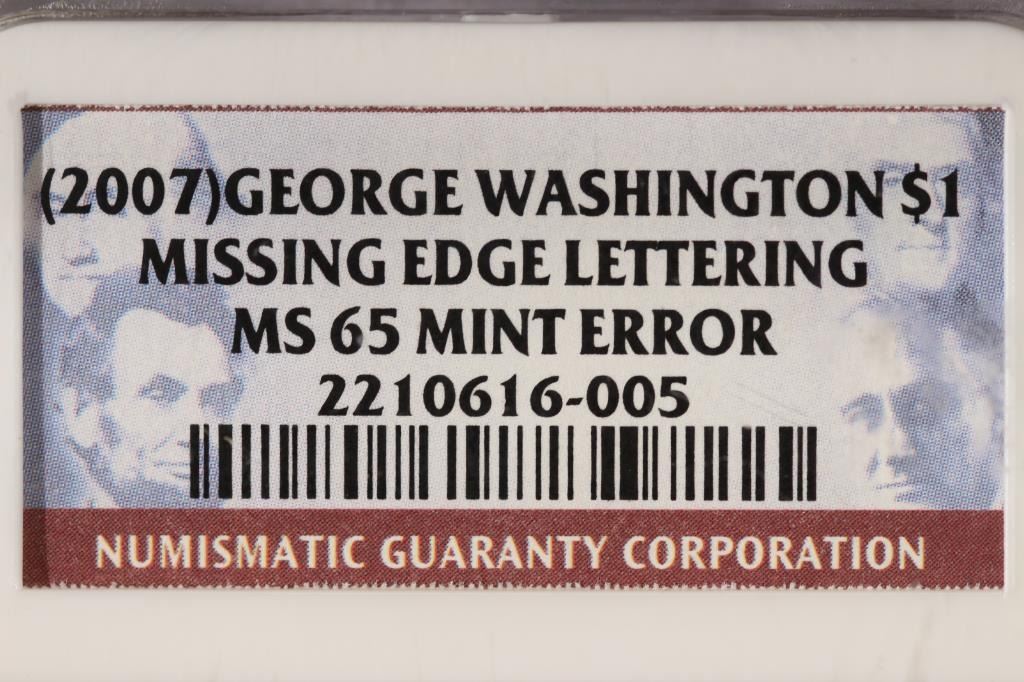 (2007)GEORGE WASHINGTON $1
MISSING EDGE LETTERING
MS 65 MINT ERROR
2210616-005
NUMISMATIC GUARANTY CORPORATION